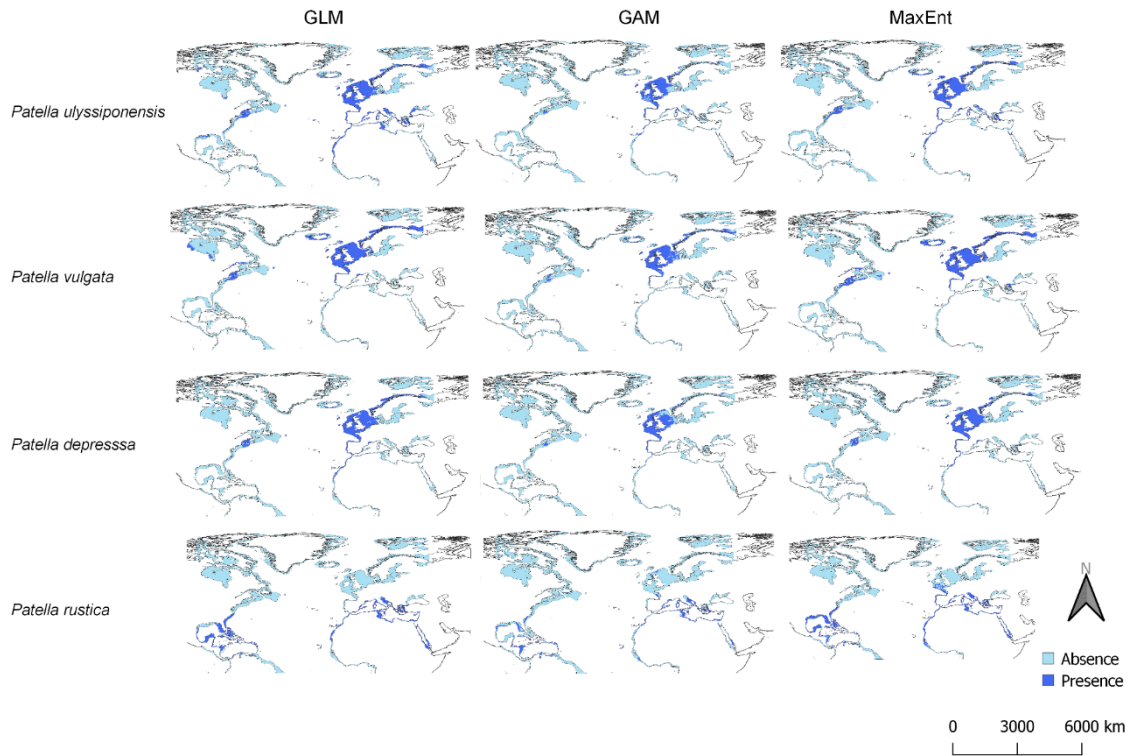 GLM GAM MaxEnt
Patella ulyssiponensis
Patella vulgata
Patella depresssa
Patella rustica
N
Absence
Presence
0 3000 6000 km